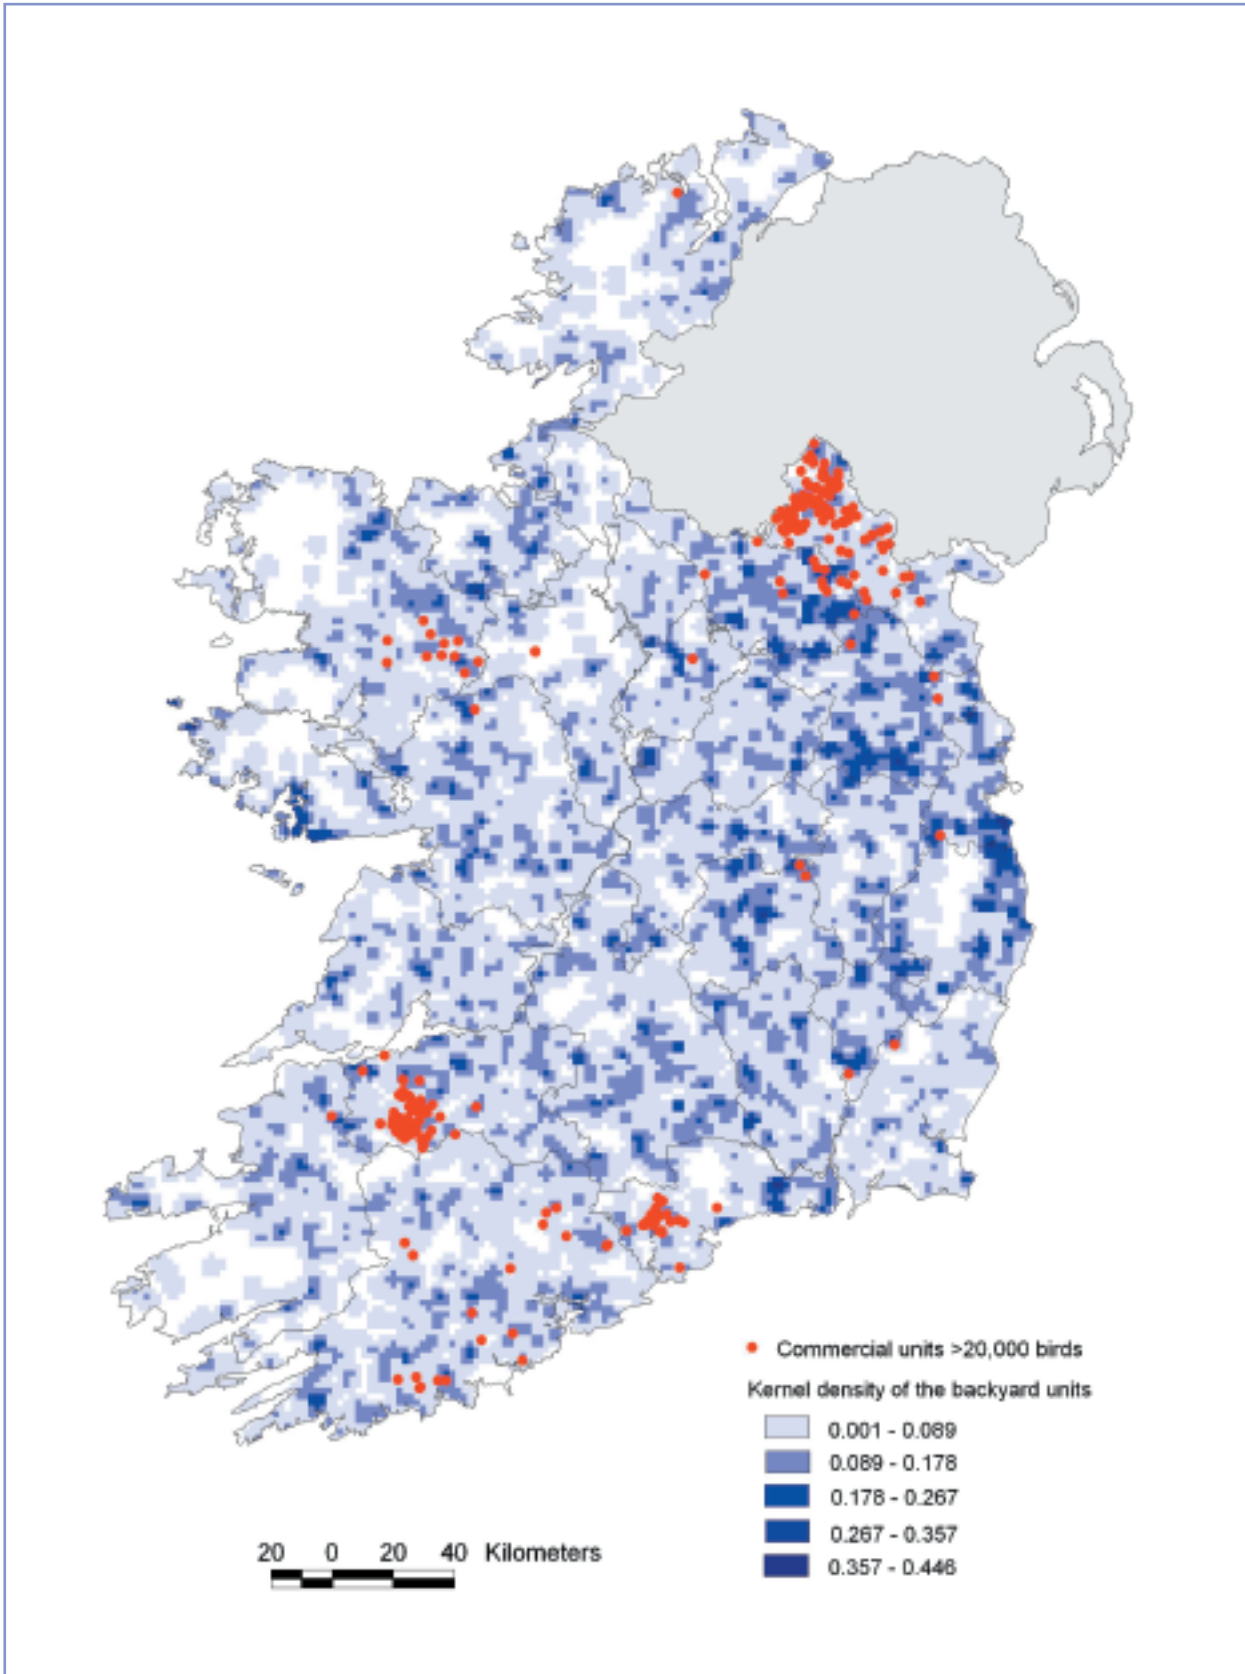 Commercial units >20,000 birds
Kernel density of the backyard units
0.001 - 0.089
0.089 - 0.178
0.178 - 0.267
0.267 - 0.357
0.357 - 0.446
20 0 20 40 Kilometers